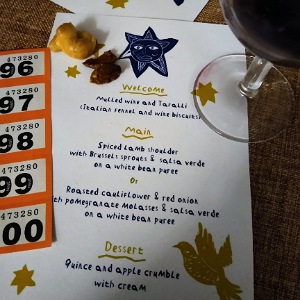 473280
96
473280
97
473280
98
473280
99
473280
00
Welcome
Mulled wine and Taralli
(Italian fennel and wine biscuits)
Main
Spiced Lamb shoulder
with Brussels sprouts & salsa verde
on a white bean puree
Or
Roasted cauliflower & red onion
th pomegranate molasses & salsa verde
on a white bean puree
Dessert
Quince and apple crumble
with cream